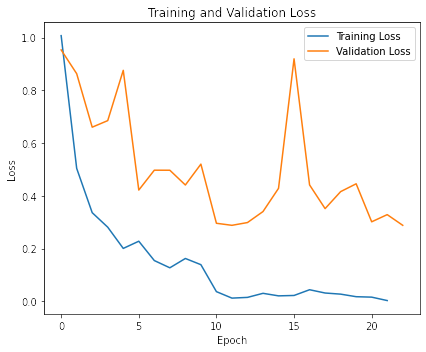 Training and Validation Loss
Training Loss
Validation Loss
1.0
0.8
0.6
0.4
0.2
0.0
Loss
0 5 10 15 20
Epoch